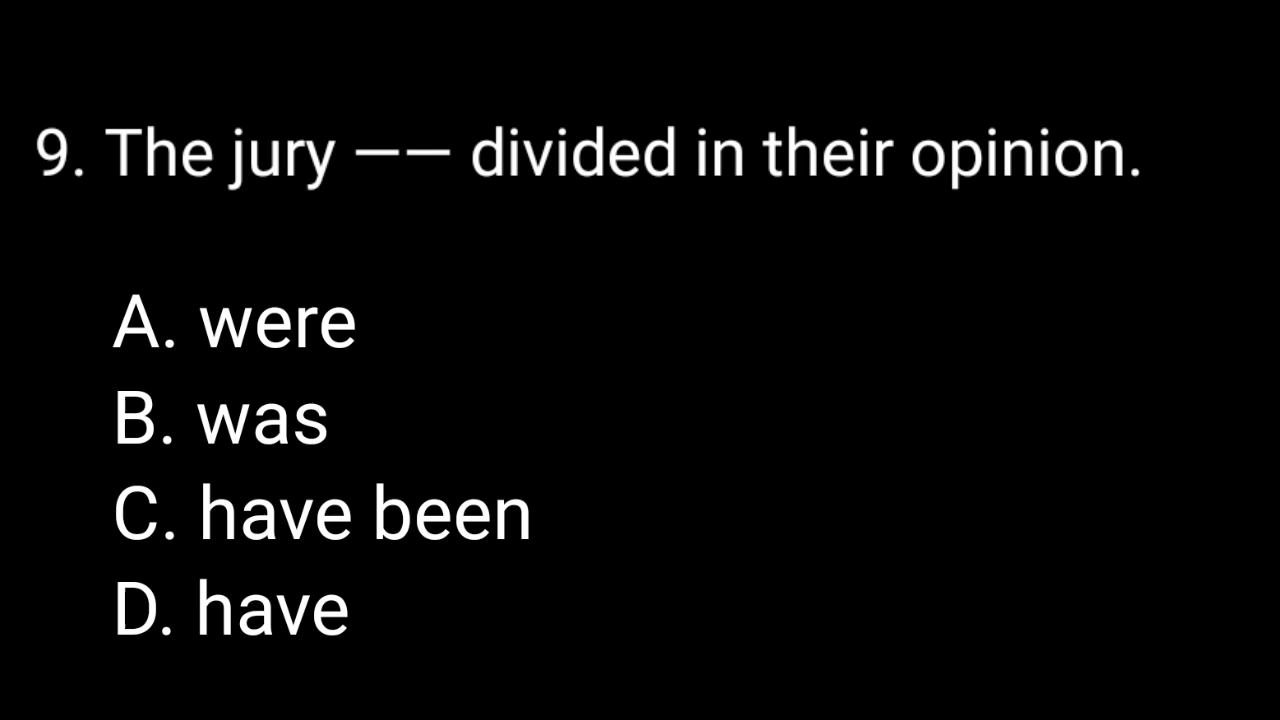 9. The jury —— divided in their opinion.
A. were
B. was
C. have been
D. have